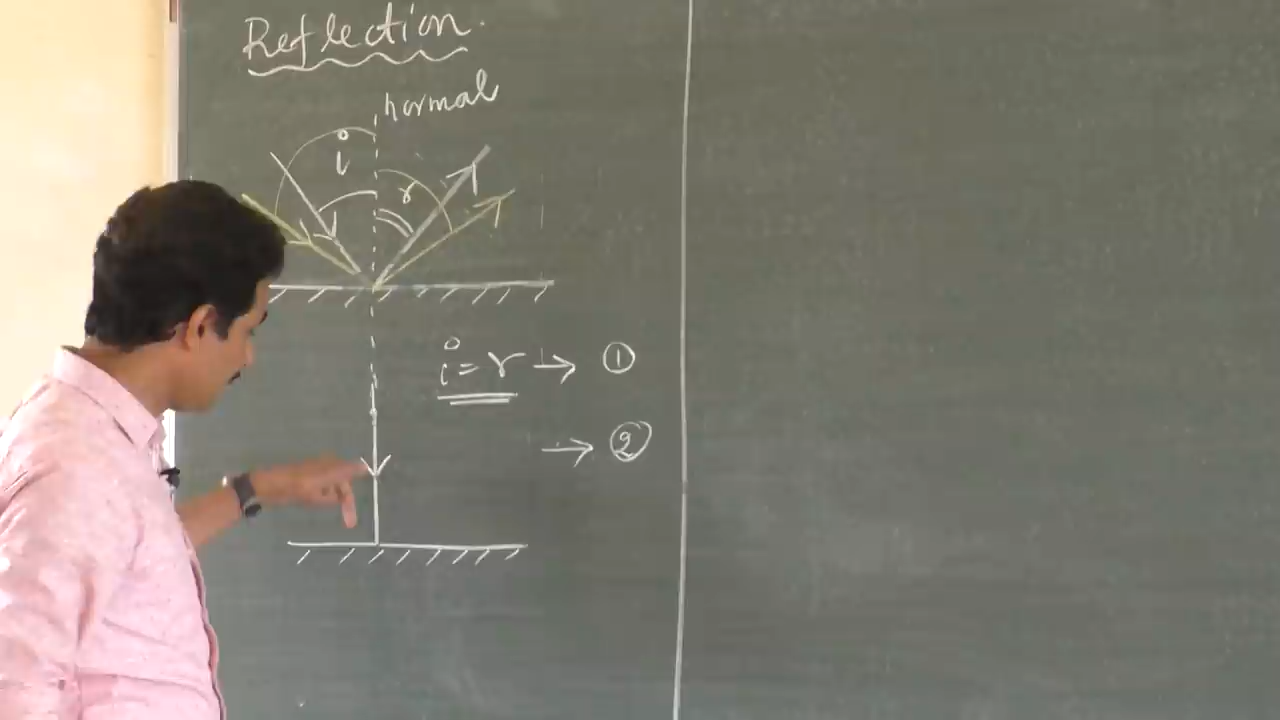 Reflection.
normal
i r
i = r → ①
→ ②